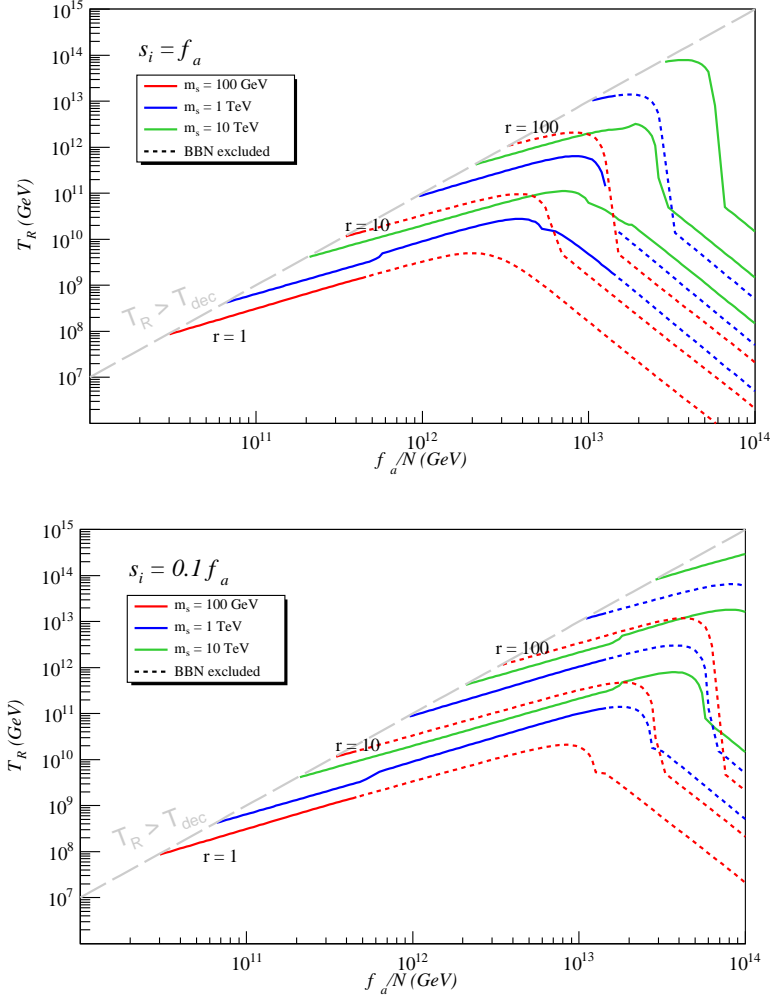 10^15
s_i = f_a
10^14
m_s = 100 GeV
10^13
m_s = 1 TeV
m_s = 10 TeV
r = 100
10^12
BBN excluded
10^11
T_R (GeV)
r = 10
10^10
10^9
T_R > T_dec
10^8
r = 1
10^7
10^11 10^12 10^13 10^14
f_a/N (GeV)
10^15
s_i = 0.1 f_a
10^14
m_s = 100 GeV
10^13
m_s = 1 TeV
m_s = 10 TeV
r = 100
10^12
BBN excluded
10^11
T_R (GeV)
r = 10
10^10
10^9
T_R > T_dec
10^8
r = 1
10^7
10^11 10^12 10^13 10^14
f_a/N (GeV)